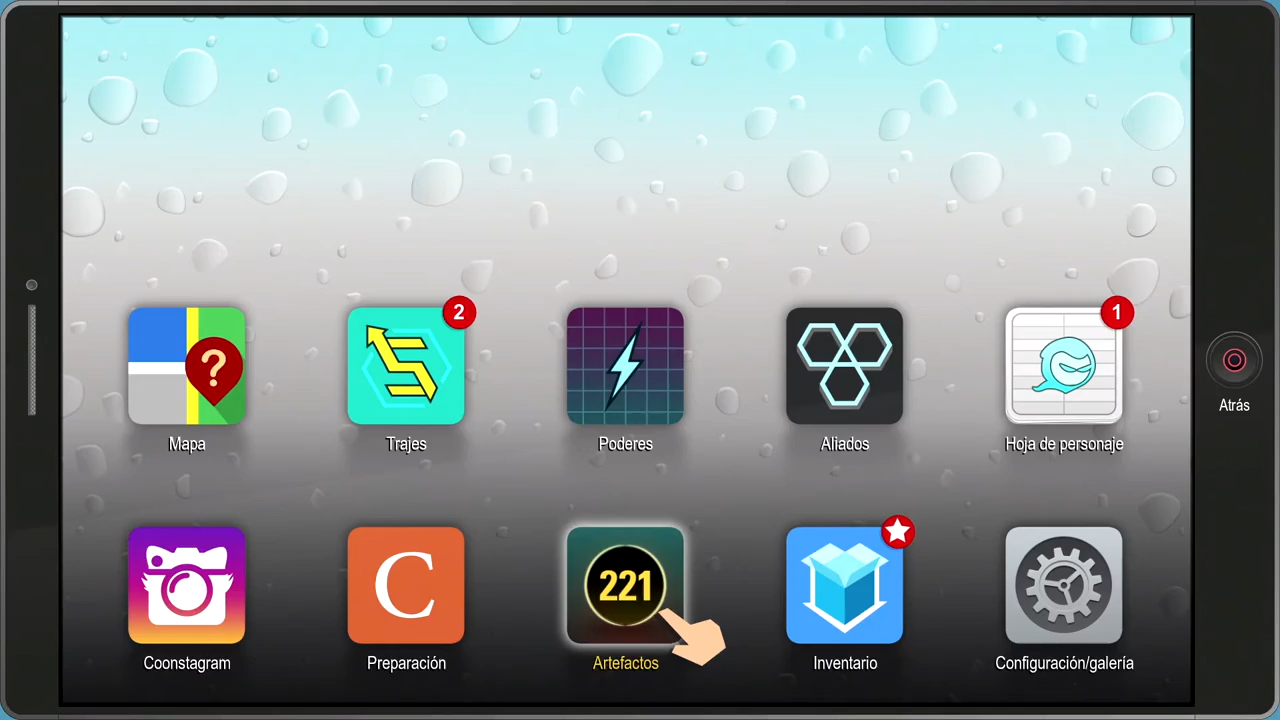 2
1
?
Mapa
Trajes
Poderes
Aliados
Hoja de personaje
Atrás
C
221
Coonstagram
Preparación
Artefactos
Inventario
Configuración/galería